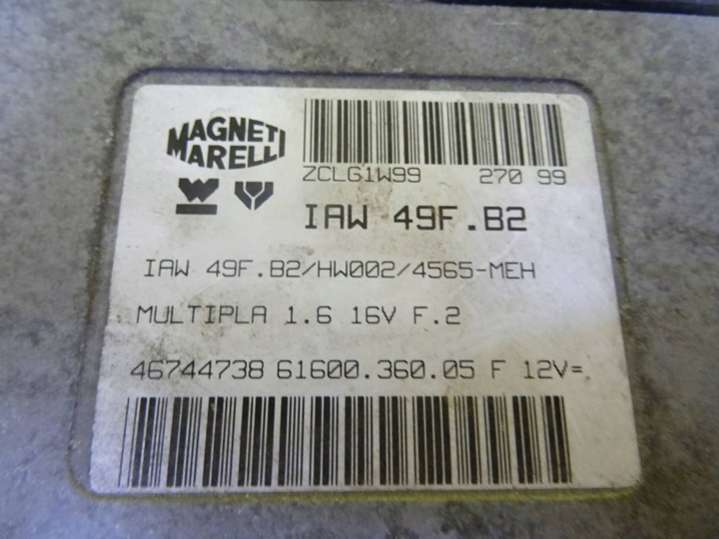 MAGNETI
MARELLI
ZCLG1W99 270 99
IAW 49F.B2
IAW 49F.B2/HW002/4565-MEH
MULTIPLA 1.6 16V F.2
46744738 61600.360.05 F 12V=